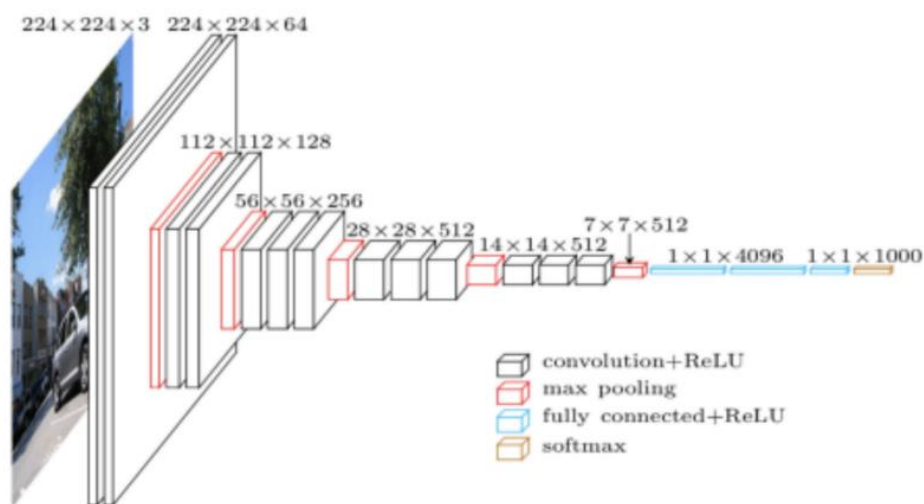 224×224×3
224×224×64
112×112×128
56×56×256
28×28×512
14×14×512
7×7×512
1×1×4096
1×1×1000
convolution+ReLU
max pooling
fully connected+ReLU
softmax